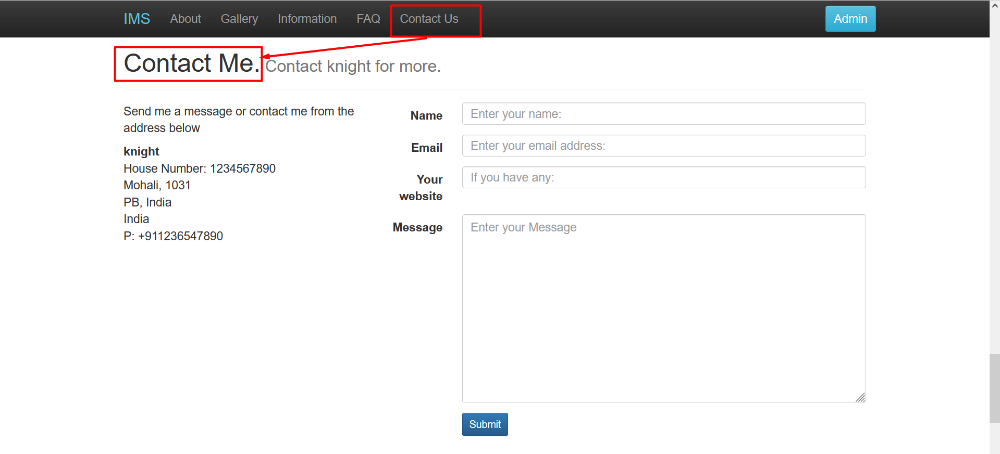 IMS About Gallery Information FAQ Contact Us Admin
Contact Me. Contact knight for more.
Send me a message or contact me from the
address below
knight
House Number: 1234567890
Mohali, 1031
PB, India
India
P: +911236547890
Name Enter your name:
Email Enter your email address:
Your If you have any:
website
Message Enter your Message
Submit